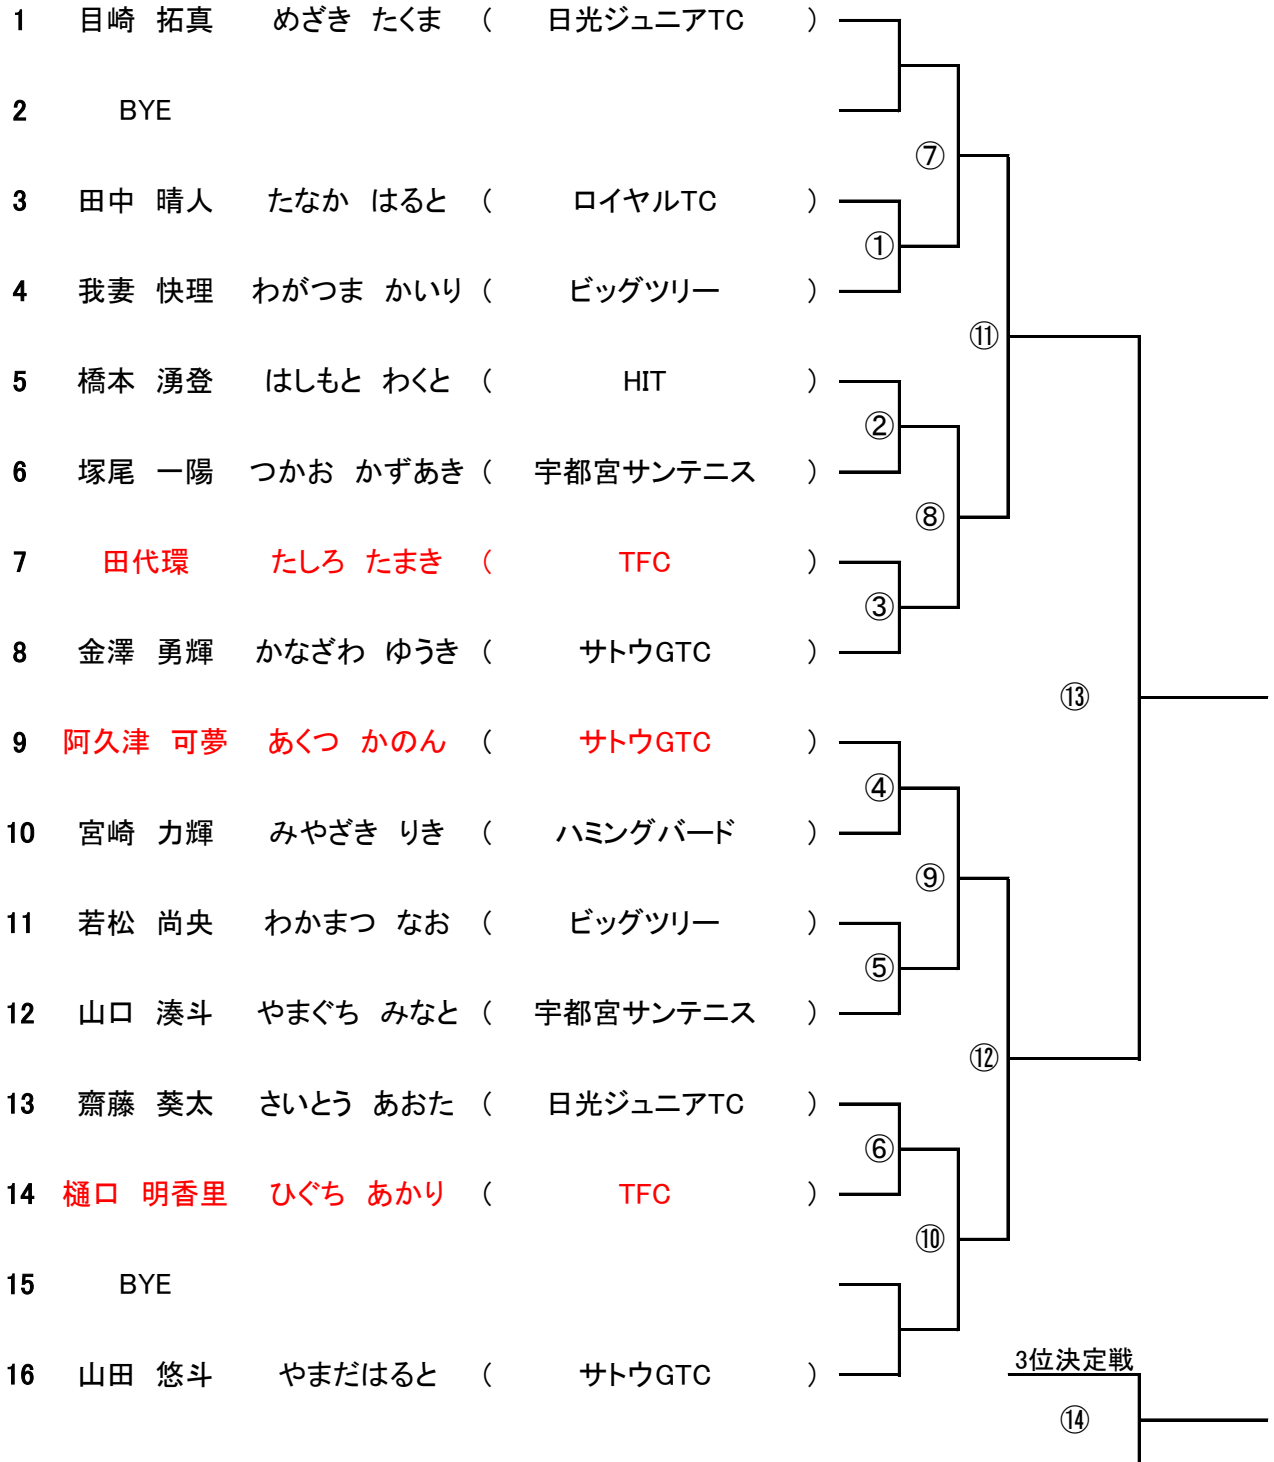 1 目崎 拓真 めざき たくま ( 日光ジュニアTC )
2 BYE
⑦
3 田中 晴人 たなか はると ( ロイヤルTC )
①
4 我妻 快理 わがつま かいり ( ビッグツリー )
⑪
5 橋本 湧登 はしもと わくと ( HIT )
②
6 塚尾 一陽 つかお かずあき ( 宇都宮サンテニス )
⑧
7 田代環 たしろ たまき ( TFC )
③
8 金澤 勇輝 かなざわ ゆうき ( サトウGTC )
⑬
9 阿久津 可夢 あくつ かのん ( サトウGTC )
④
10 宮崎 力輝 みやざき りき ( ハミングバード )
⑨
11 若松 尚央 わかまつ なお ( ビッグツリー )
⑤
12 山口 湊斗 やまぐち みなと ( 宇都宮サンテニス )
⑫
13 齋藤 葵太 さいとう あおた ( 日光ジュニアTC )
⑥
14 樋口 明香里 ひぐち あかり ( TFC )
⑩
15 BYE
3位決定戦
16 山田 悠斗 やまだはると ( サトウGTC )
⑭